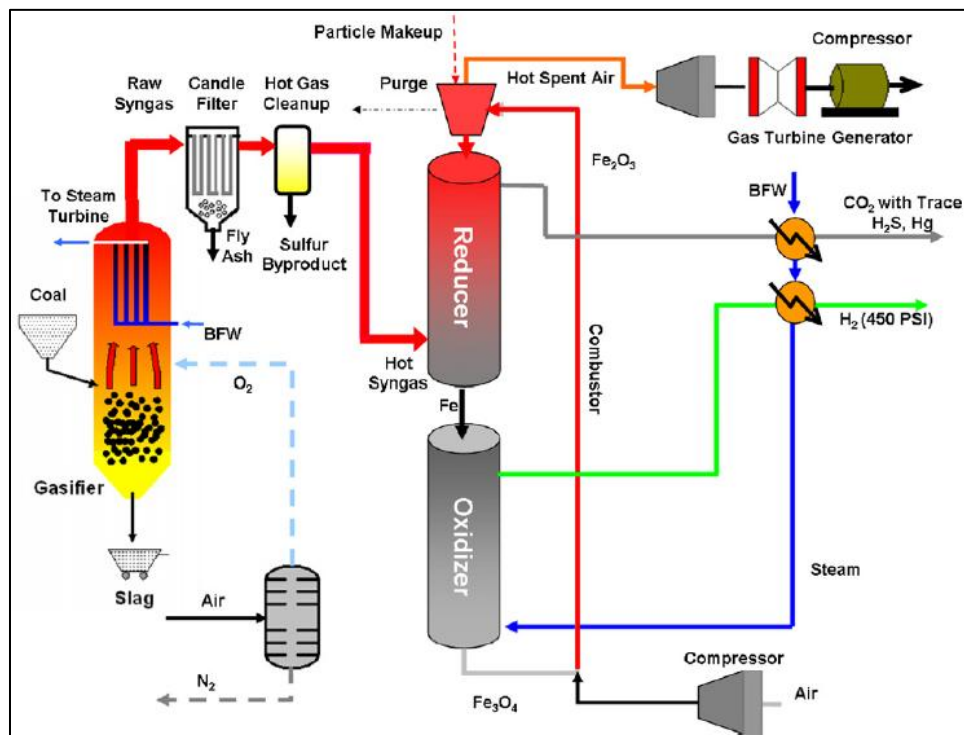 Particle Makeup
Compressor
Raw
Syngas
Candle
Filter
Hot Gas
Cleanup
Purge
Hot Spent Air
Gas Turbine Generator
Fe₂O₃
To Steam
Turbine
BFW
CO₂ with Trace
H₂S, Hg
Fly
Ash
Sulfur
Byproduct
Reducer
Coal
BFW
H₂ (450 PSI)
Hot
Syngas
Combustor
O₂
Fe
Gasifier
Oxidizer
Steam
Slag
Air
Compressor
N₂
Fe₃O₄
Air